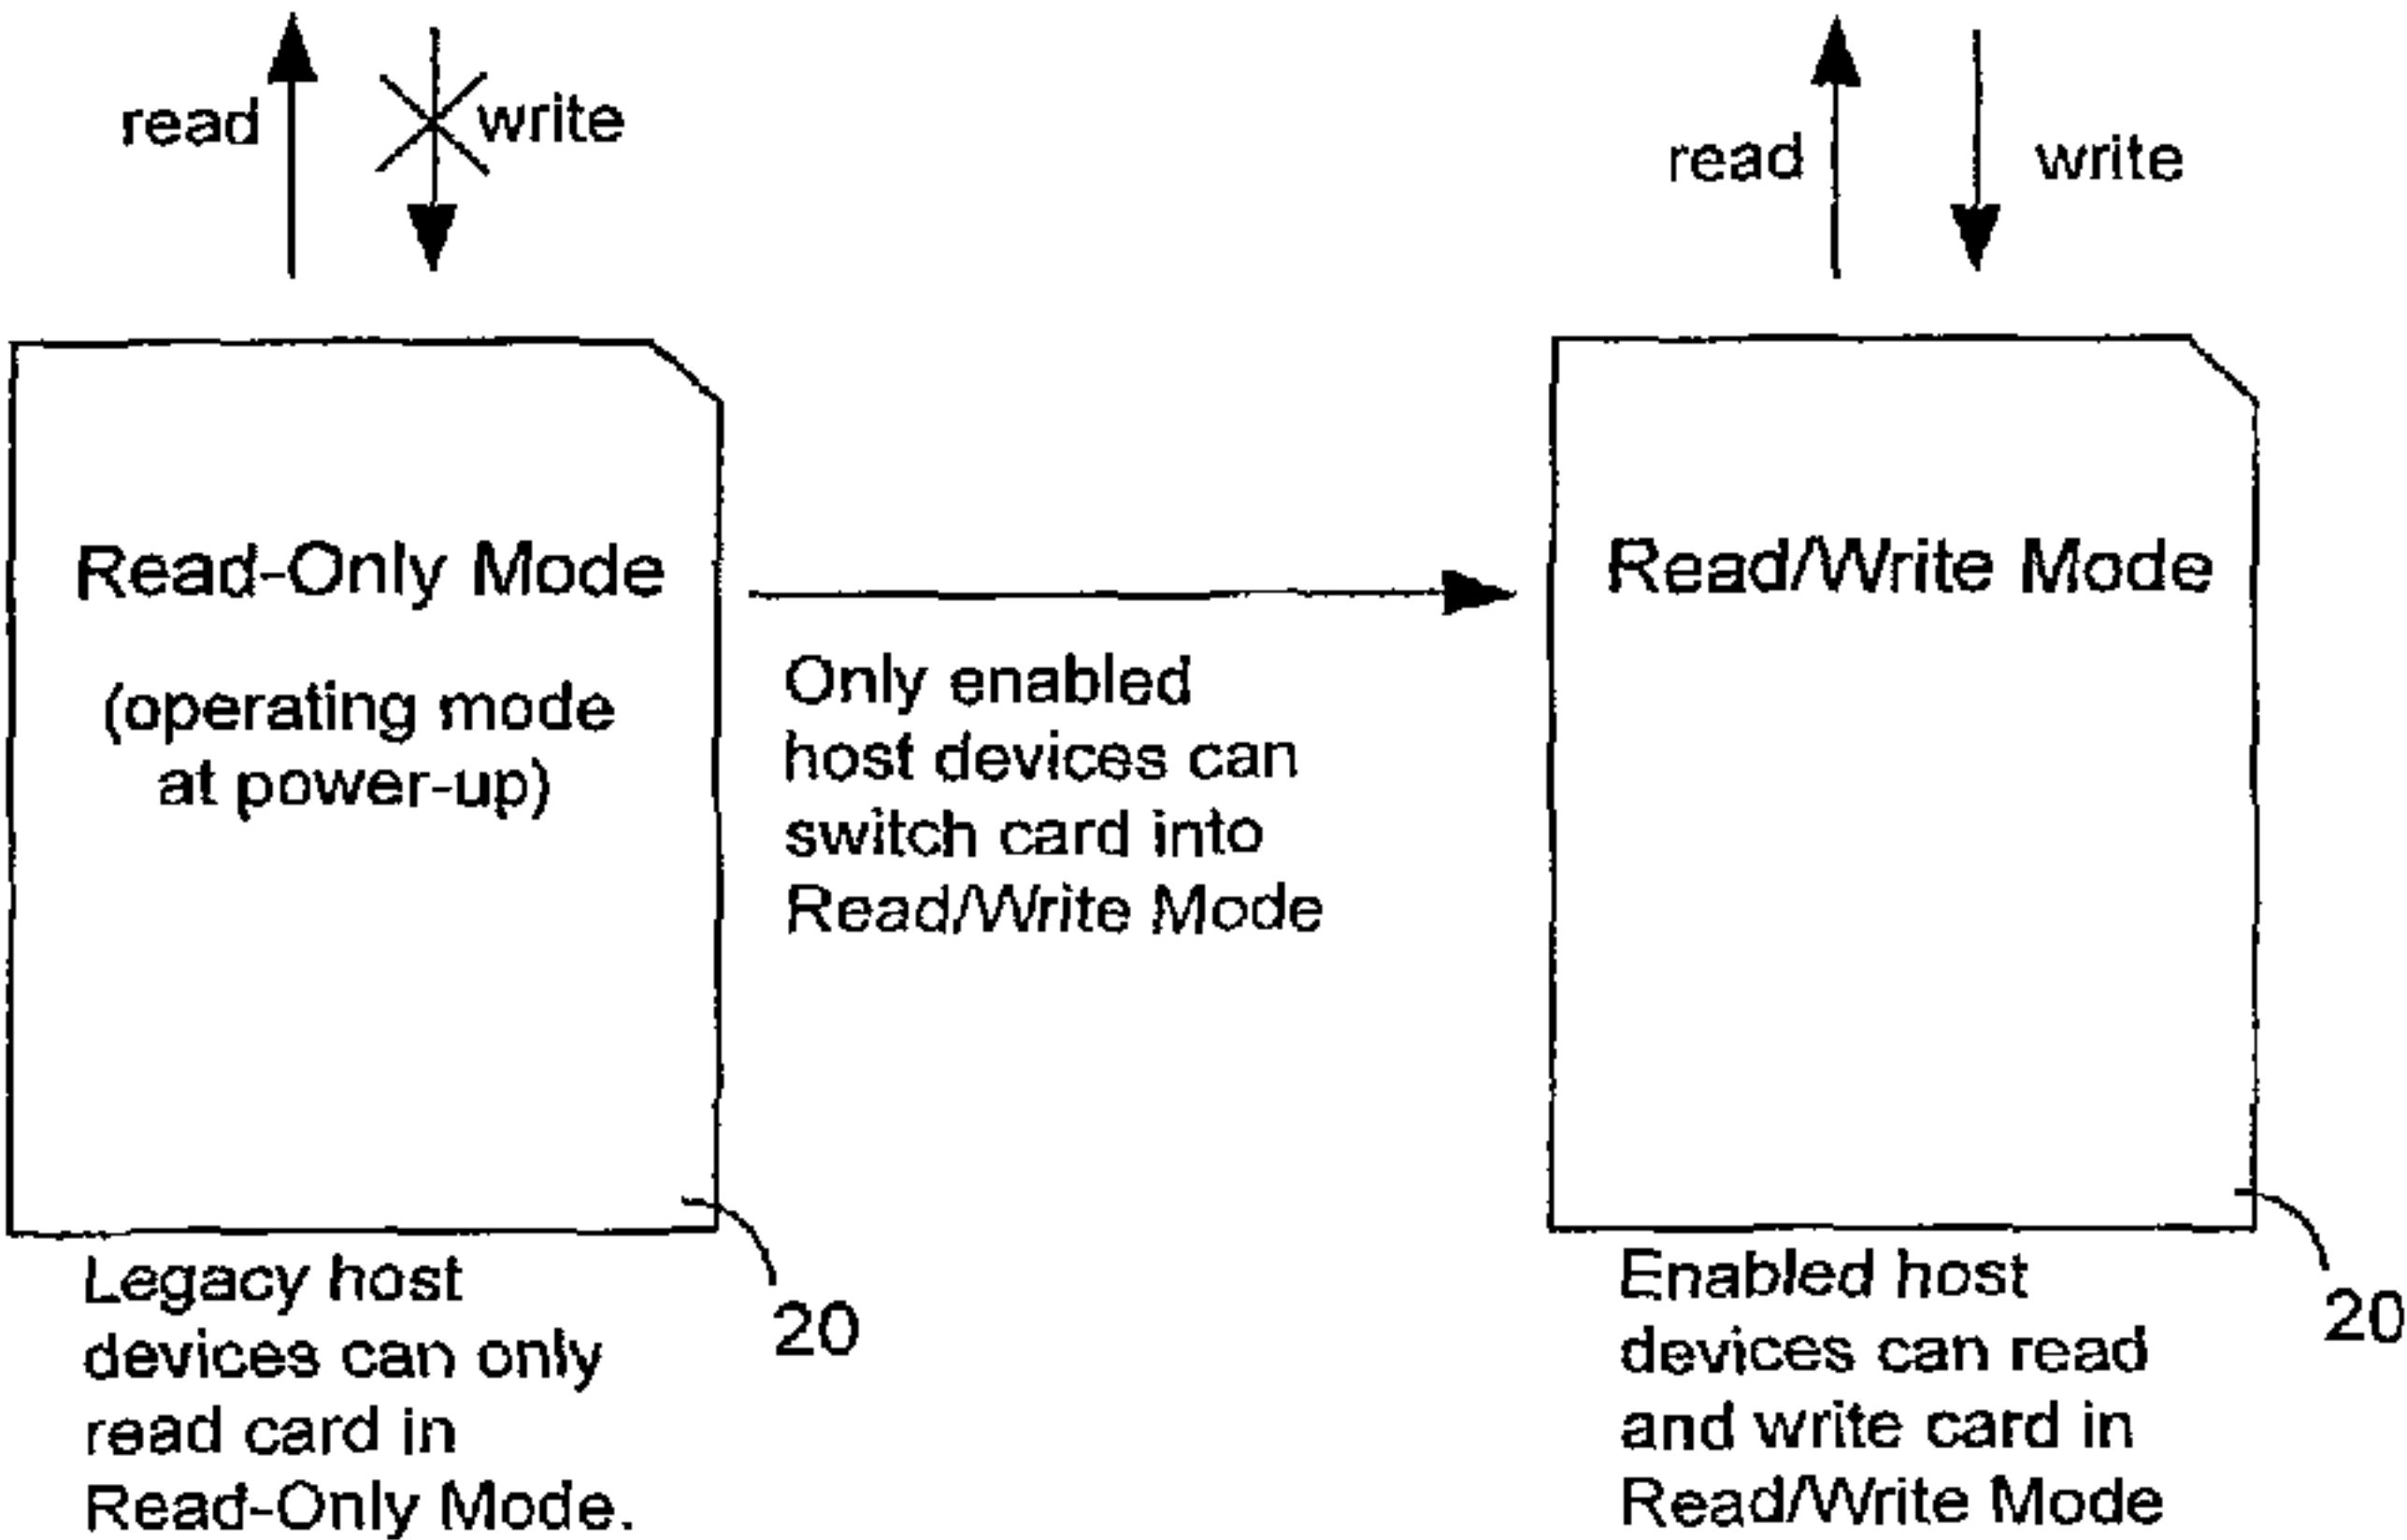 read
write
read
write
Read-Only Mode
(operating mode
at power-up)
Only enabled
host devices can
switch card into
Read/Write Mode
Read/Write Mode
Legacy host
devices can only
read card in
Read-Only Mode.
20
Enabled host
devices can read
and write card in
Read/Write Mode
20